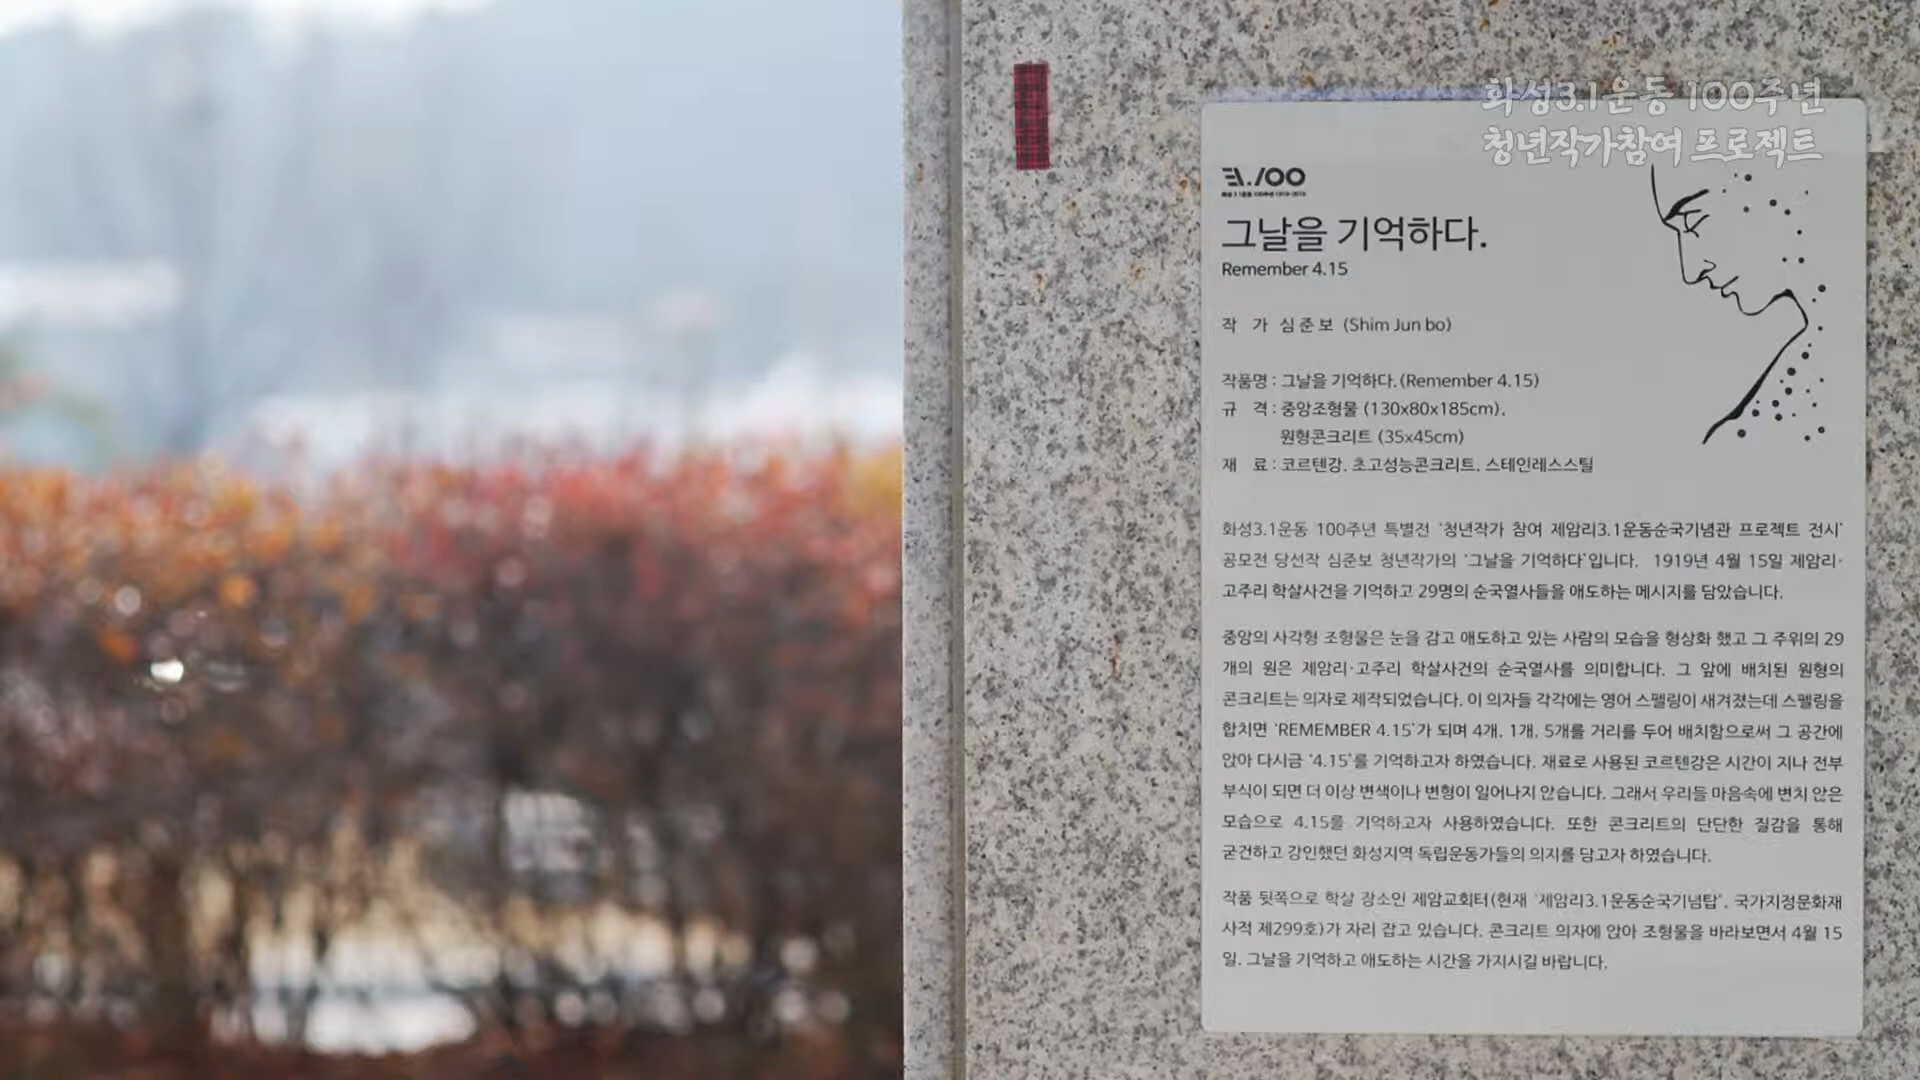 화성3.1운동 100주년
청년작가참여 프로젝트
3.1.100
그날을 기억하다.
Remember 4.15
작 가 심준보 (Shim Jun bo)
작품명 : 그날을 기억하다.(Remember 4.15)
규 격 : 중앙조형물 (130x80x185cm),
원형콘크리트 (35x45cm)
재 료 : 코르텐강, 초고성능콘크리트, 스테인레스스틸
화성3.1운동 100주년 특별전 '청년작가 참여 제암리3.1운동순국기념관 프로젝트 전시'
공모전 당선작 심준보 청년작가의 '그날을 기억하다'입니다. 1919년 4월 15일 제암리·
고주리 학살사건을 기억하고 29명의 순국열사들을 애도하는 메시지를 담았습니다.
중앙의 사각형 조형물은 눈을 감고 애도하고 있는 사람의 모습을 형상화 했고 그 주위의 29
개의 원은 제암리·고주리 학살사건의 순국열사를 의미합니다. 그 앞에 배치된 원형의
콘크리트는 의자로 제작되었습니다. 이 의자들 각각에는 영어 스펠링이 새겨졌는데 스펠링을
합치면 'REMEMBER 4.15'가 되며 4개, 1개, 5개를 거리를 두어 배치함으로써 그 공간에
앉아 다시금 '4.15'를 기억하고자 하였습니다. 재료로 사용된 코르텐강은 시간이 지나 전부
부식이 되면 더 이상 변색이나 변형이 일어나지 않습니다. 그래서 우리들 마음속에 변치 않은
모습으로 4.15를 기억하고자 사용하였습니다. 또한 콘크리트의 단단한 질감을 통해
굳건하고 강인했던 화성지역 독립운동가들의 의지를 담고자 하였습니다.
작품 뒷쪽으로 학살 장소인 제암교회터(현재 '제암리3.1운동순국기념탑', 국가지정문화재
사적 제299호)가 자리 잡고 있습니다. 콘크리트 의자에 앉아 조형물을 바라보면서 4월 15
일, 그날을 기억하고 애도하는 시간을 가지시길 바랍니다.